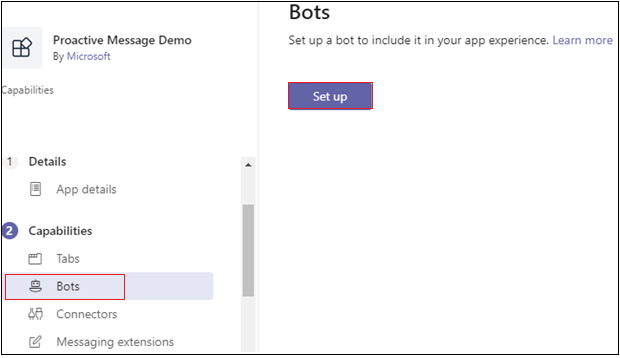 Proactive Message Demo
By Microsoft
Capabilities
1 Details
App details
2 Capabilities
Tabs
Bots
Connectors
Messaging extensions
Bots
Set up a bot to include it in your app experience. Learn more
Set up